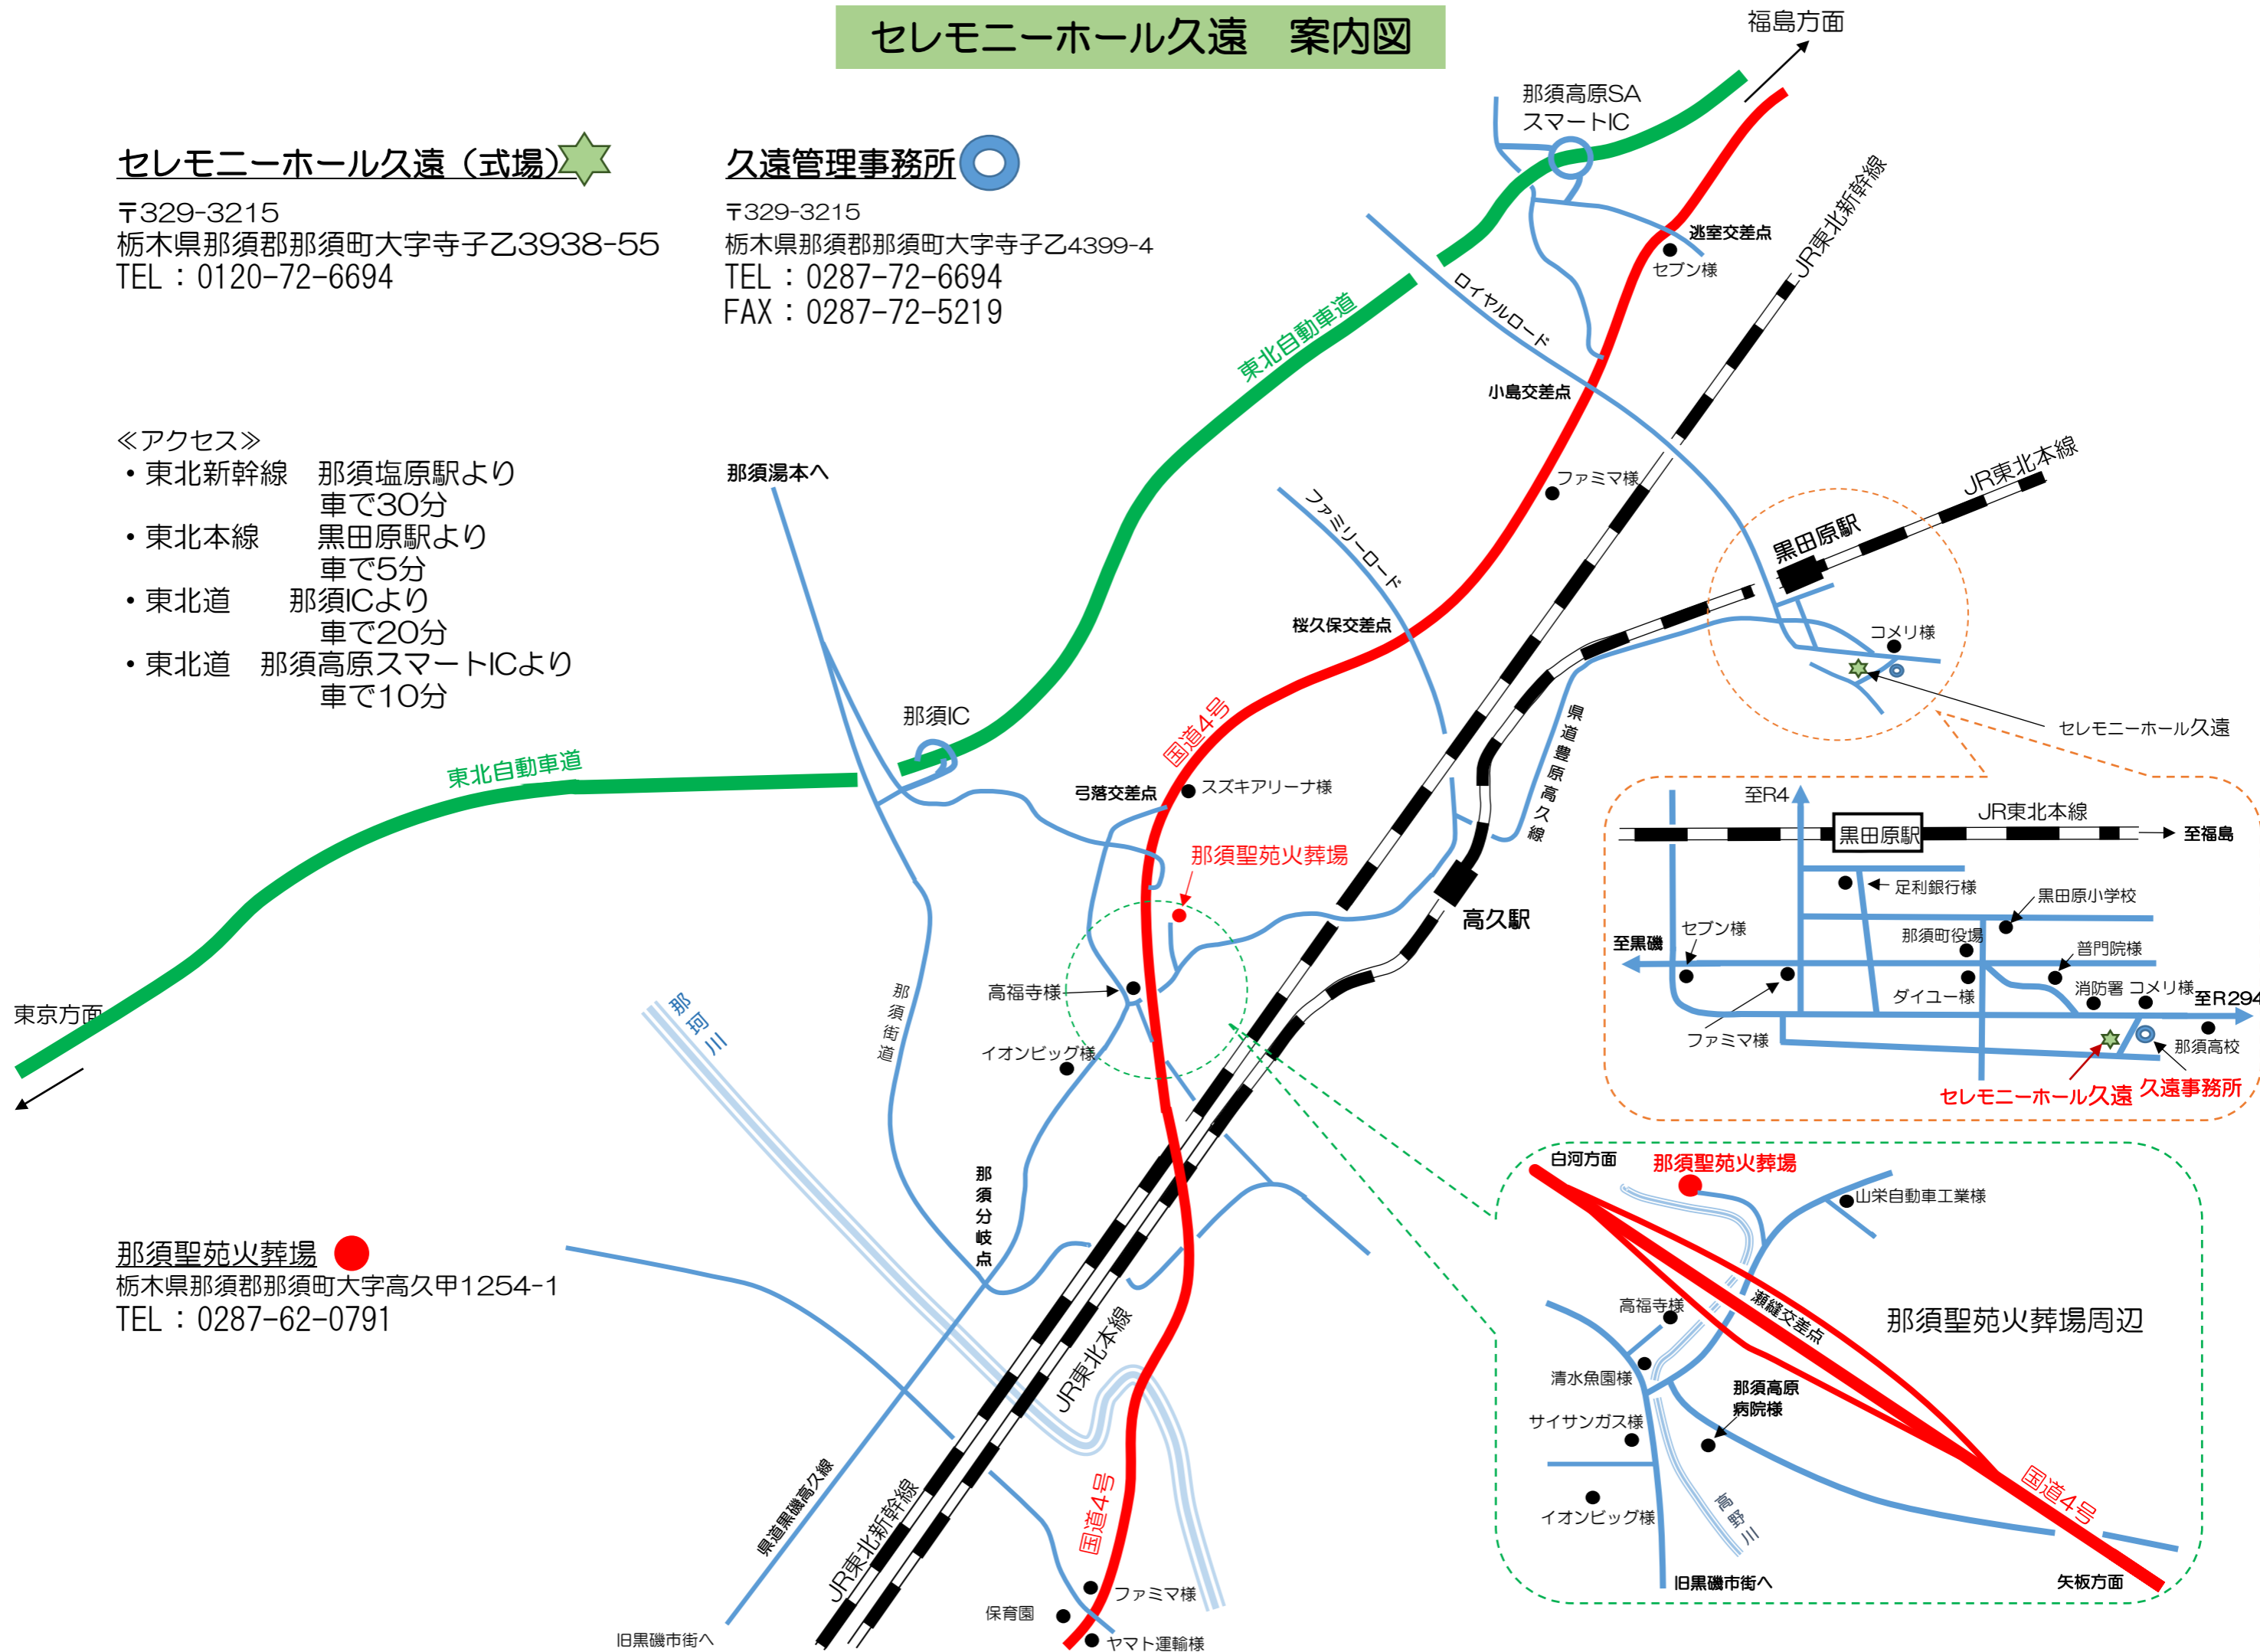 セレモニーホール久遠　案内図
福島方面
那須高原SA
スマートIC
セレモニーホール久遠（式場）
〒329-3215
栃木県那須郡那須町大字寺子乙3938-55
TEL：0120-72-6694
久遠管理事務所
〒329-3215
栃木県那須郡那須町大字寺子乙4399-4
TEL：0287-72-6694
FAX：0287-72-5219
逃室交差点
セブン様
JR東北新幹線
ロイヤルロード
東北自動車道
小島交差点
≪アクセス≫
・東北新幹線　那須塩原駅より
車で30分
・東北本線　　黒田原駅より
車で5分
・東北道　　那須ICより
車で20分
・東北道　那須高原スマートICより
車で10分
那須湯本へ
ファミマ様
ファミリーロード
JR東北本線
黒田原駅
桜久保交差点
コメリ様
セレモニーホール久遠
那須IC
国道4号
県道豊原高久線
東北自動車道
弓落交差点
スズキアリーナ様
那須聖苑火葬場
高久駅
高福寺様
那須街道
那珂川
イオンビッグ様
東京方面
那須分岐点
至R4
JR東北本線
黒田原駅
至福島
足利銀行様
黒田原小学校
セブン様
那須町役場
至黒磯
普門院様
ダイユー様
消防署
コメリ様
至R294
ファミマ様
那須高校
セレモニーホール久遠
久遠事務所
那須聖苑火葬場
栃木県那須郡那須町大字高久甲1254-1
TEL：0287-62-0791
白河方面
那須聖苑火葬場
山栄自動車工業様
高福寺様
瀬縫交差点
那須聖苑火葬場周辺
清水魚園様
那須高原
病院様
サイサンガス様
イオンビッグ様
高野川
国道4号
旧黒磯市街へ
矢板方面
JR東北本線
県道黒磯高久線
JR東北新幹線
国道4号
ファミマ様
保育園
ヤマト運輸様
旧黒磯市街へ